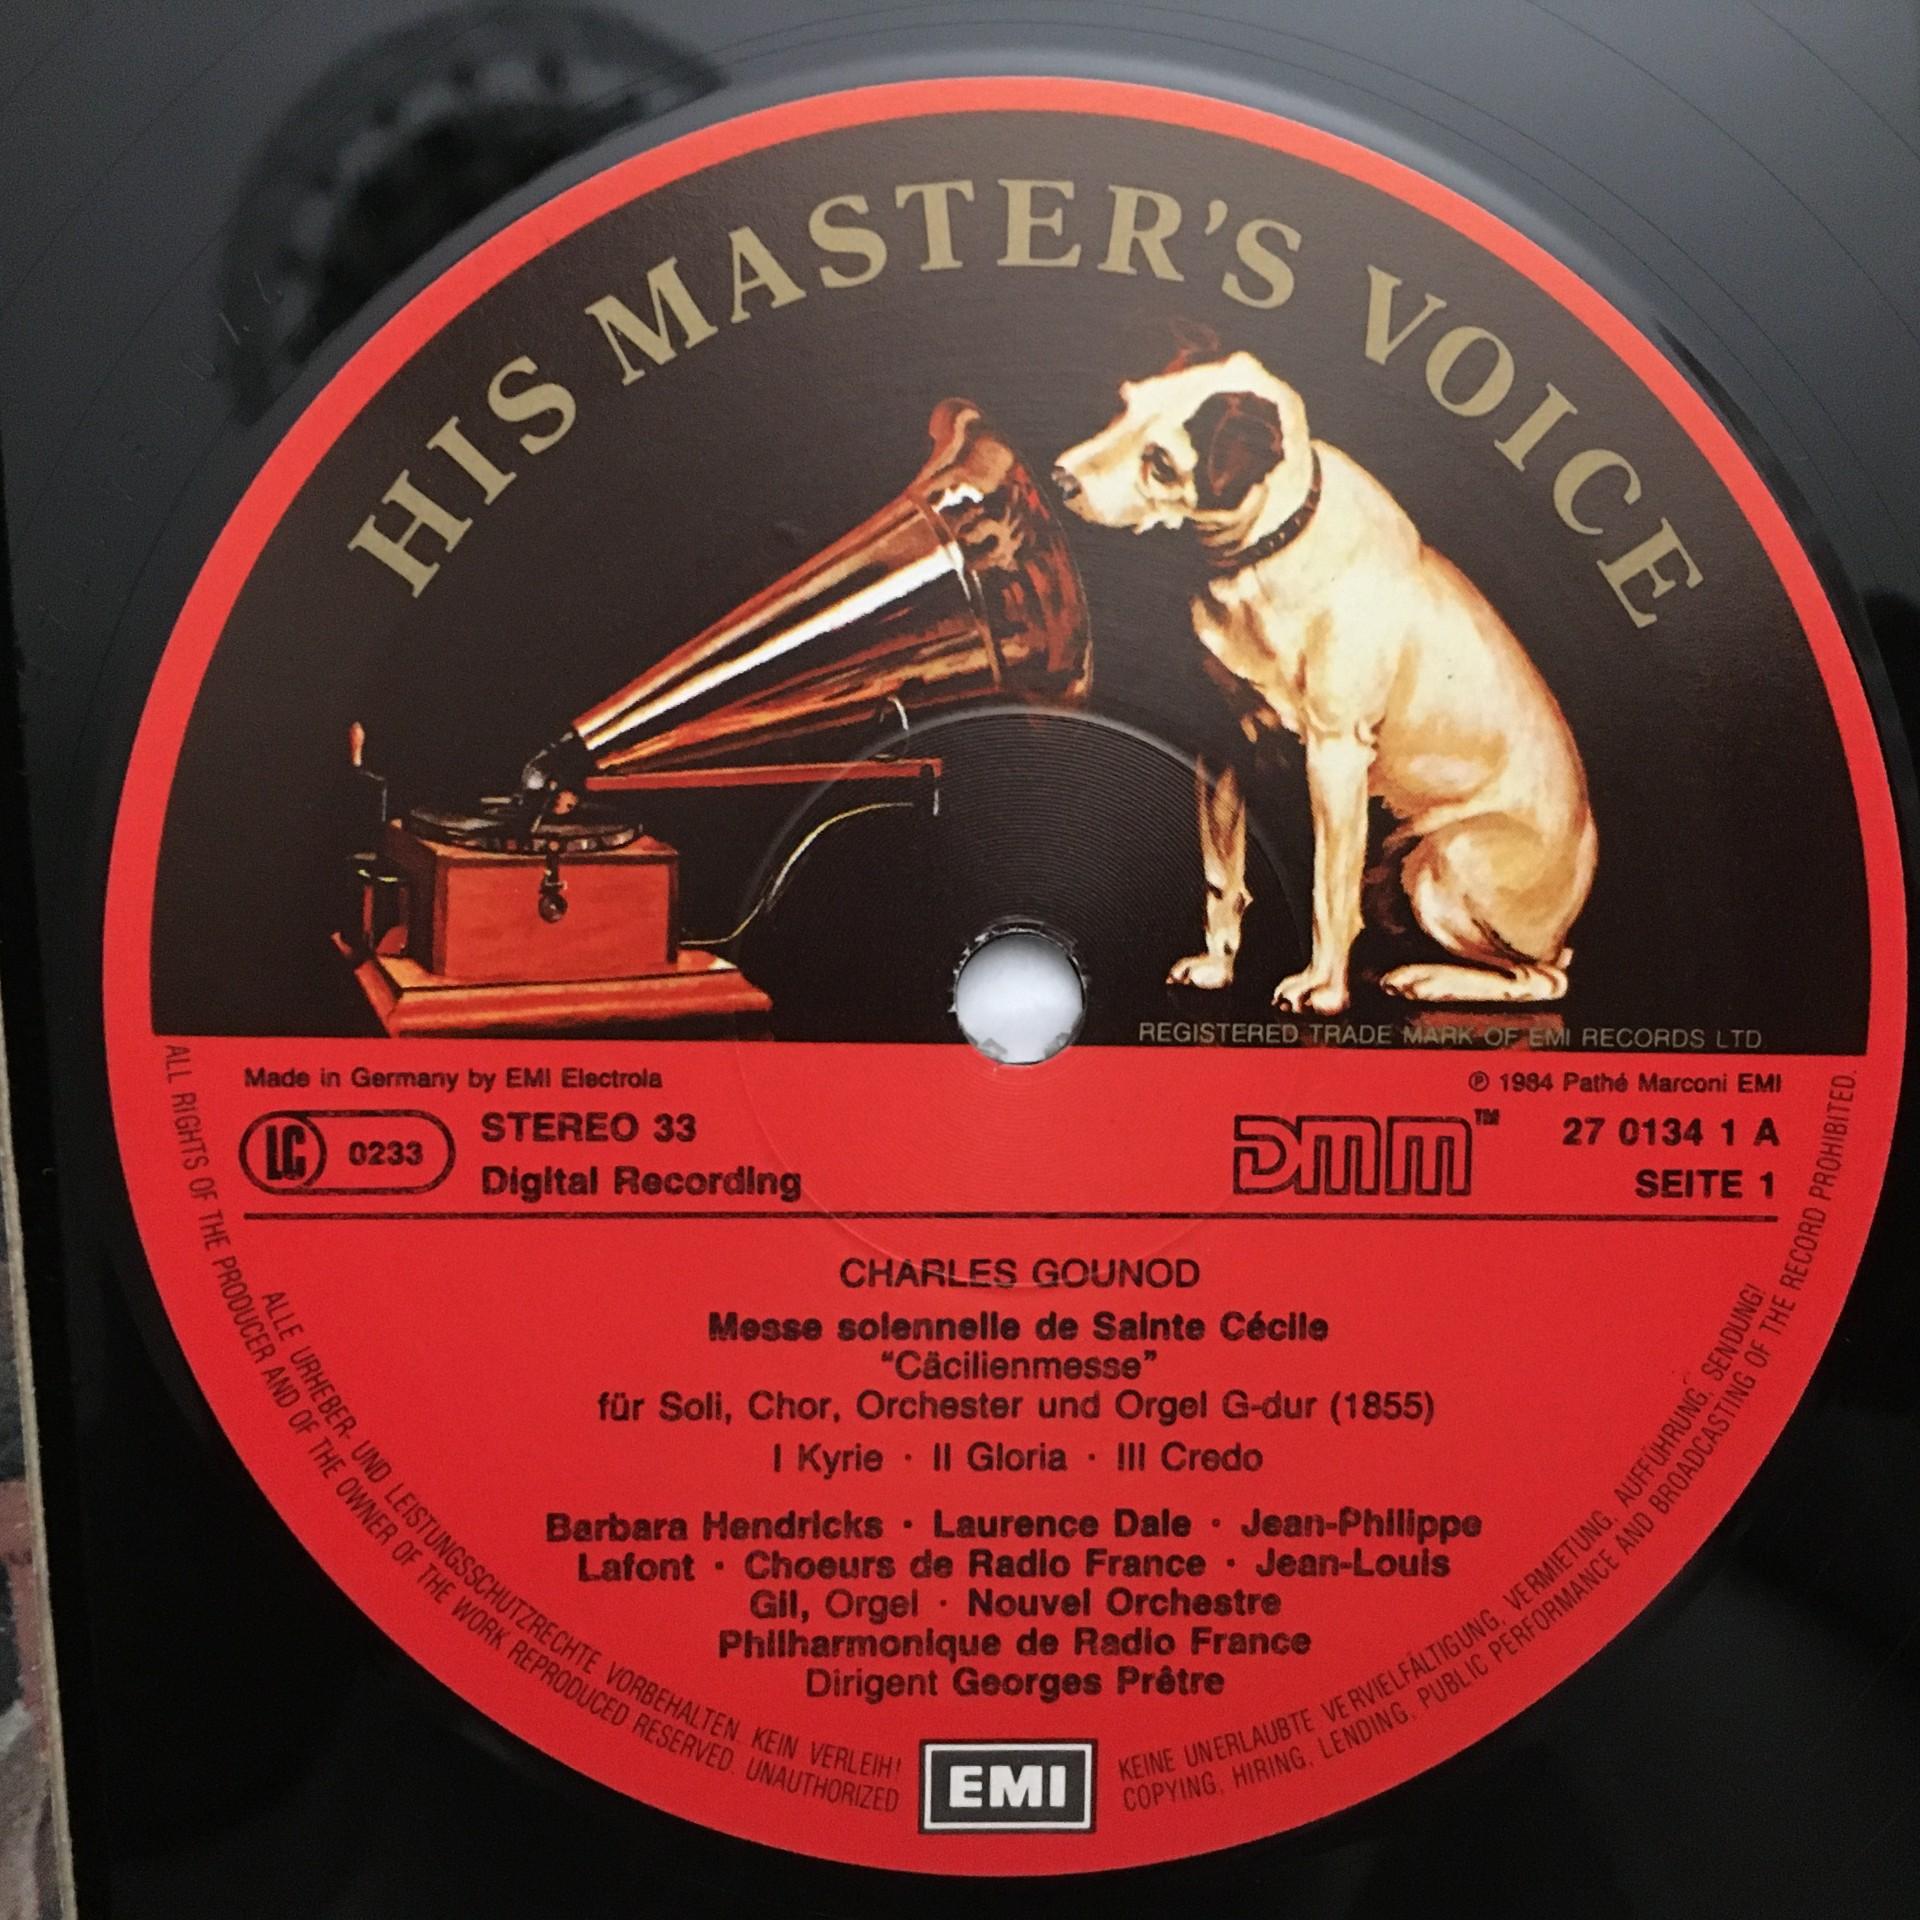 HIS MASTER'S VOICE
REGISTERED TRADE MARK OF EMI RECORDS LTD.
Made in Germany by EMI Electrola
℗ 1984 Pathé Marconi EMI
LC 0233
STEREO 33
Digital Recording
DMM™
27 0134 1 A
SEITE 1
CHARLES GOUNOD
Messe solennelle de Sainte Cécile
"Cäcilienmesse"
für Soli, Chor, Orchester und Orgel G-dur (1855)
I Kyrie · II Gloria · III Credo
Barbara Hendricks · Laurence Dale · Jean-Philippe
Lafont · Choeurs de Radio France · Jean-Louis
Gil, Orgel · Nouvel Orchestre
Philharmonique de Radio France
Dirigent Georges Prêtre
EMI
ALLE URHEBER- UND LEISTUNGSSCHUTZRECHTE VORBEHALTEN. KEIN VERLEIH! KEINE UNERLAUBTE VERVIELFÄLTIGUNG, VERMIETUNG, AUFFÜHRUNG, SENDUNG!
ALL RIGHTS OF THE PRODUCER AND OF THE OWNER OF THE WORK REPRODUCED RESERVED. UNAUTHORIZED COPYING, HIRING, LENDING, PUBLIC PERFORMANCE AND BROADCASTING OF THE RECORD PROHIBITED.